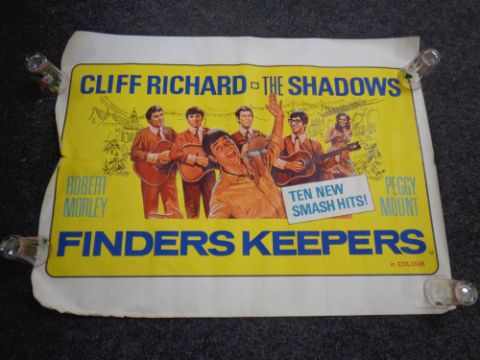 CLIFF RICHARD THE SHADOWS
ROBERT MORLEY
TEN NEW
SMASH HITS!
PEGGY MOUNT
FINDERS KEEPERS
in COLOUR